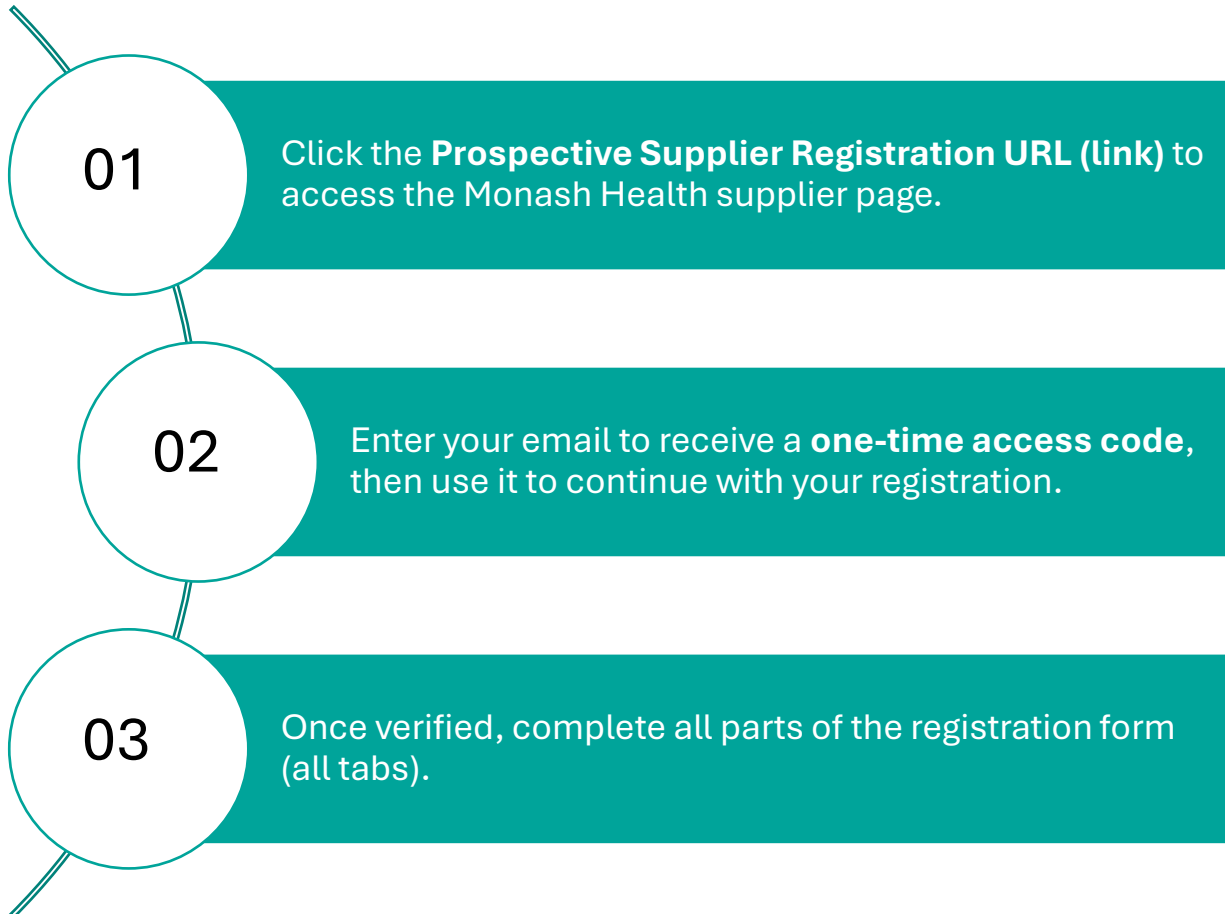 01
Click the Prospective Supplier Registration URL (link) to
access the Monash Health supplier page.
02
Enter your email to receive a one-time access code,
then use it to continue with your registration.
03
Once verified, complete all parts of the registration form
(all tabs).